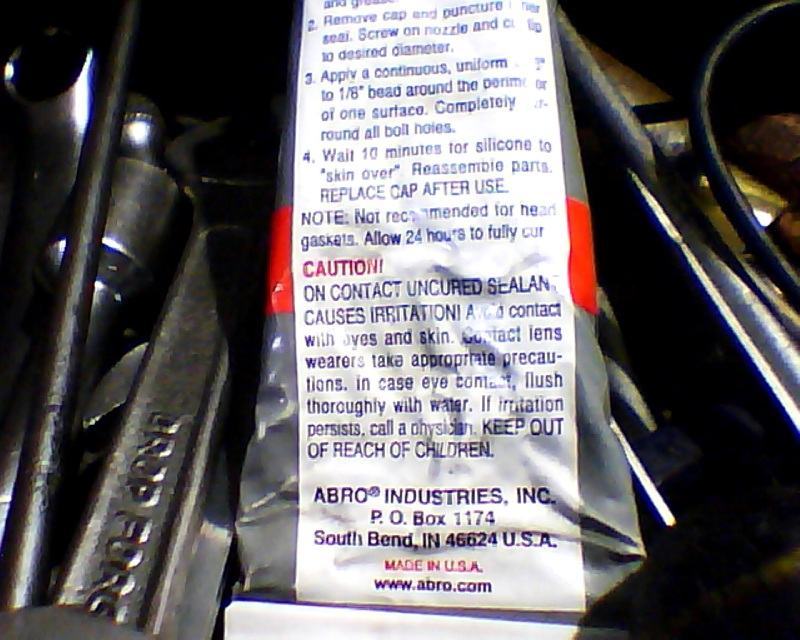 and grease.
2. Remove cap and puncture
seal. Screw on nozzle and
to desired diameter.
3. Apply a continuous, uniform
to 1/8" bead around the
of one surface. Completely
round all bolt holes.
4. Wait 10 minutes for silicone to
"skin over". Reassemble parts.
REPLACE CAP AFTER USE.
NOTE: Not recommended for head
gaskets. Allow 24 hours to fully
CAUTION!
ON CONTACT UNCURED SEALANT
CAUSES IRRITATION! Avoid contact
with eyes and skin. Contact lens
wearers take appropriate precau-
tions. In case eye contact, flush
thoroughly with water. If irritation
persists, call a physician. KEEP OUT
OF REACH OF CHILDREN.
ABRO® INDUSTRIES, INC.
P. O. Box 1174
South Bend, IN 46624 U.S.A.
MADE IN U.S.A.
www.abro.com